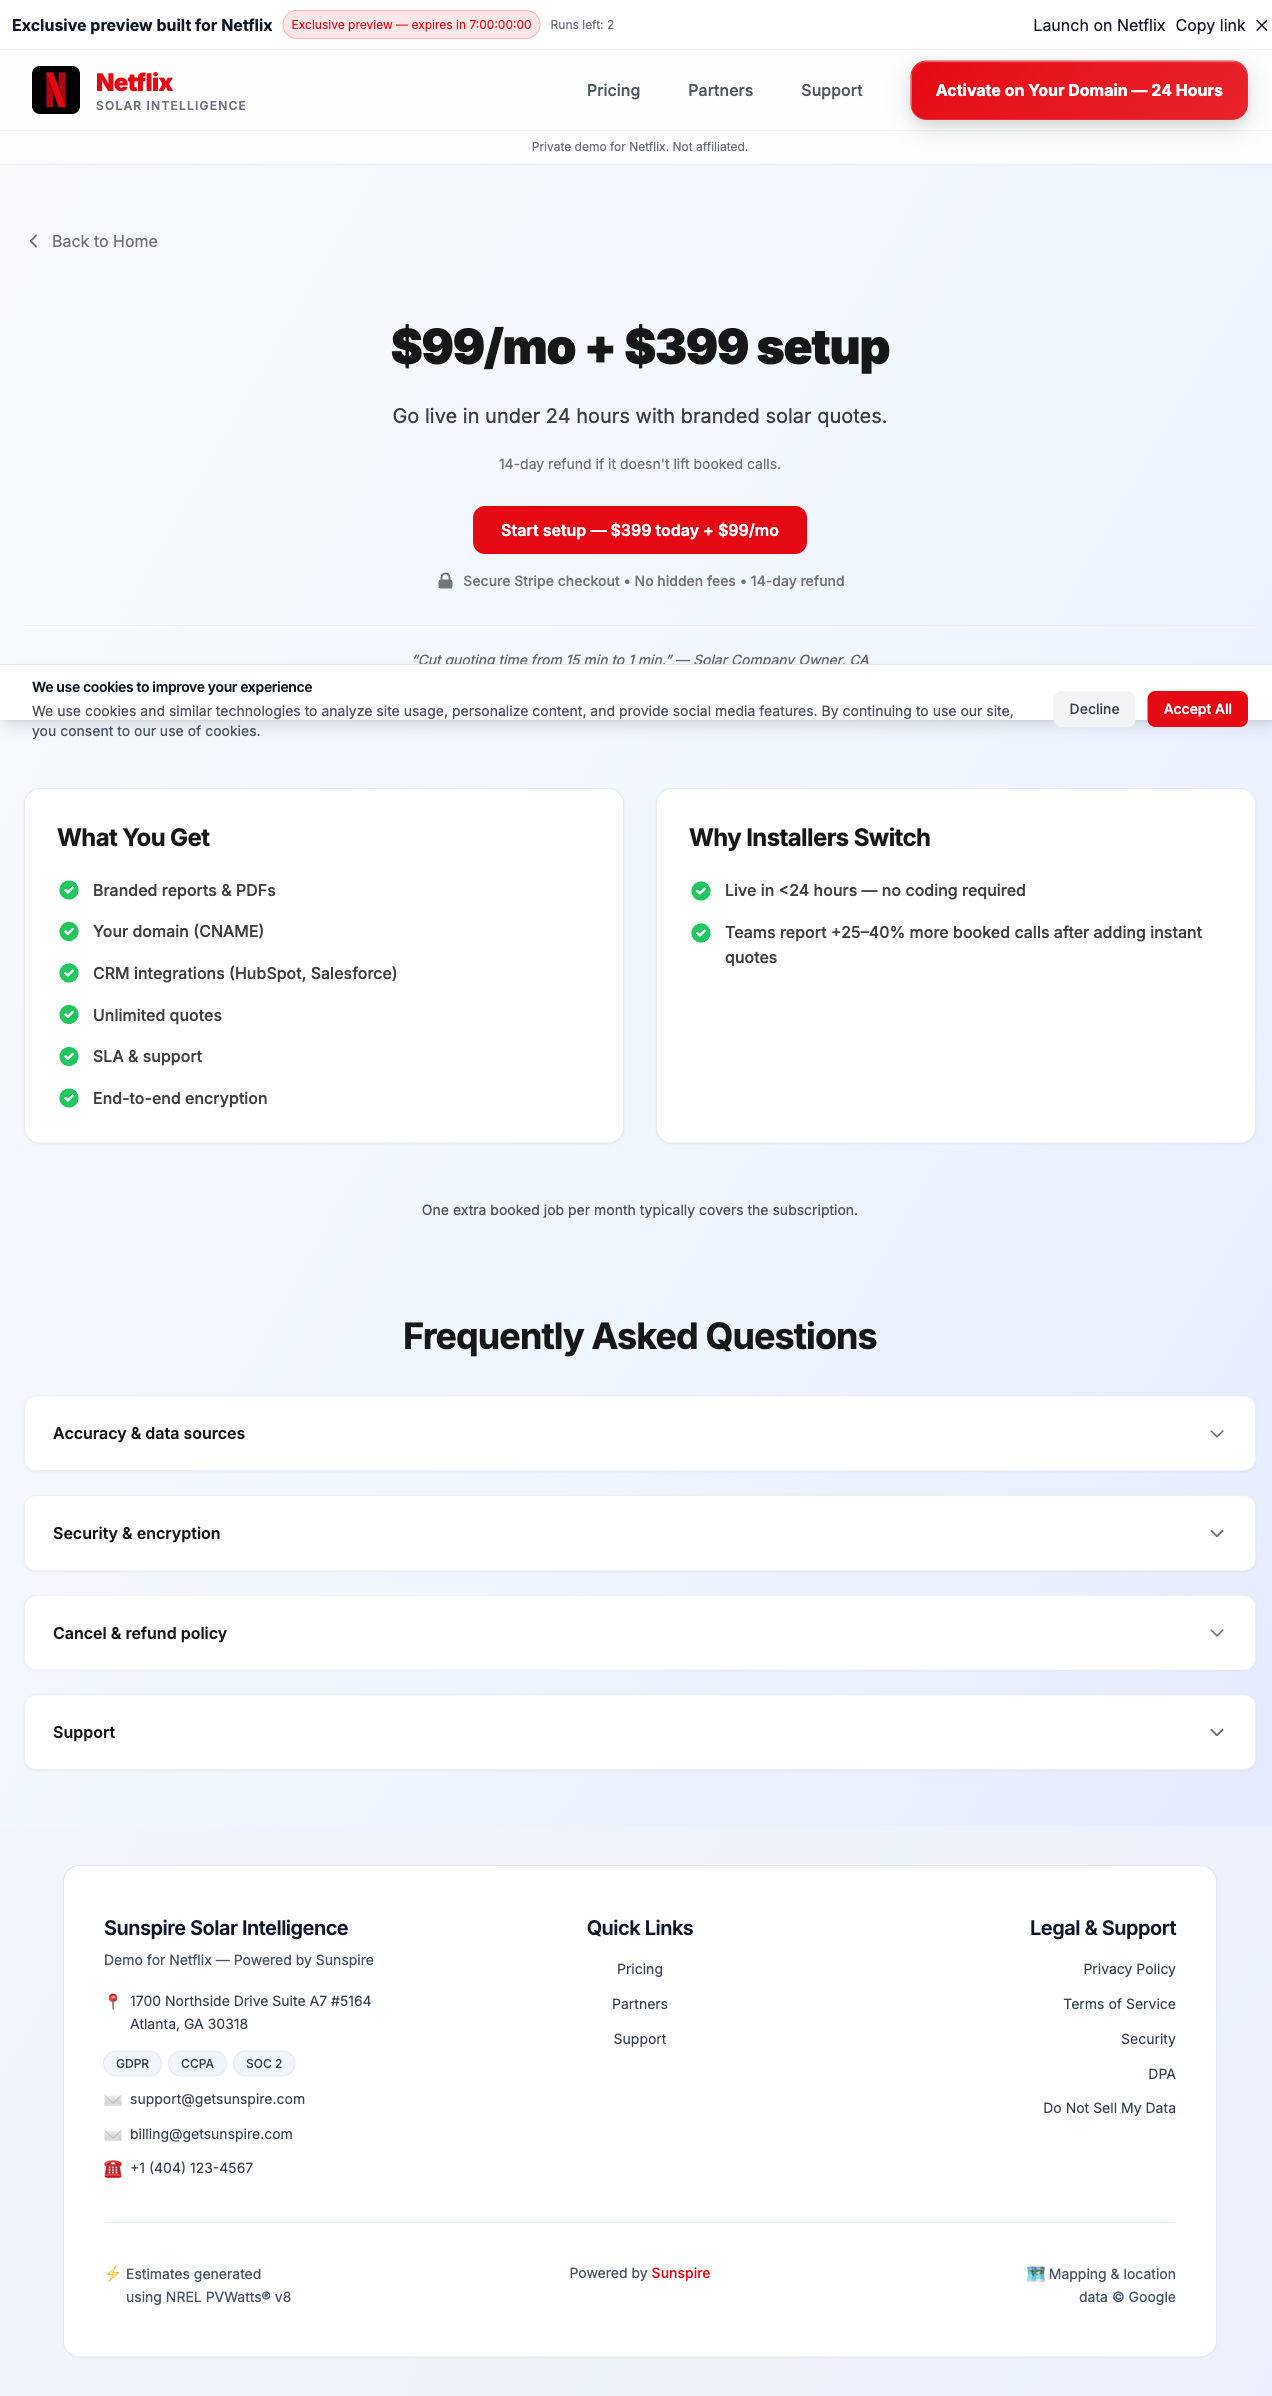 Exclusive preview built for Netflix
Exclusive preview — expires in 7:00:00:00
Runs left: 2
Launch on Netflix
Copy link
N
Netflix
SOLAR INTELLIGENCE
Pricing
Partners
Support
Activate on Your Domain — 24 Hours
Private demo for Netflix. Not affiliated.
Back to Home
$99/mo + $399 setup
Go live in under 24 hours with branded solar quotes.
14-day refund if it doesn't lift booked calls.
Start setup — $399 today + $99/mo
Secure Stripe checkout • No hidden fees • 14-day refund
“Cut quoting time from 15 min to 1 min.” — Solar Company Owner, CA
We use cookies to improve your experience
We use cookies and similar technologies to analyze site usage, personalize content, and provide social media features. By continuing to use our site,
you consent to our use of cookies.
Decline
Accept All
What You Get
Branded reports & PDFs
Your domain (CNAME)
CRM integrations (HubSpot, Salesforce)
Unlimited quotes
SLA & support
End-to-end encryption
Why Installers Switch
Live in <24 hours — no coding required
Teams report +25–40% more booked calls after adding instant
quotes
One extra booked job per month typically covers the subscription.
Frequently Asked Questions
Accuracy & data sources
Security & encryption
Cancel & refund policy
Support
Sunspire Solar Intelligence
Demo for Netflix — Powered by Sunspire
1700 Northside Drive Suite A7 #5164
Atlanta, GA 30318
GDPR
CCPA
SOC 2
support@getsunspire.com
billing@getsunspire.com
+1 (404) 123-4567
Quick Links
Pricing
Partners
Support
Legal & Support
Privacy Policy
Terms of Service
Security
DPA
Do Not Sell My Data
Estimates generated
using NREL PVWatts® v8
Powered by Sunspire
Mapping & location
data © Google